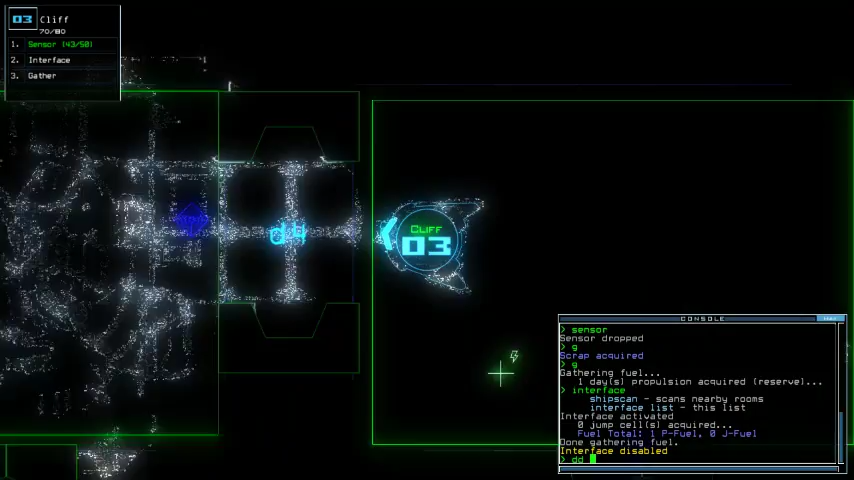 03 Cliff
70/80
1. Sensor (43/50)
2. Interface
3. Gather
d4
CLIFF
03
CONSOLE
> sensor
Sensor dropped
> g
Scrap acquired
> g
Gathering fuel...
1 day(s) propulsion acquired (reserve)...
> interface
shipscan - scans nearby rooms
interface list - this list
Interface activated
0 jump cell(s) acquired...
Fuel Total: 1 P-Fuel, 0 J-Fuel
Done gathering fuel.
Interface disabled
> dd